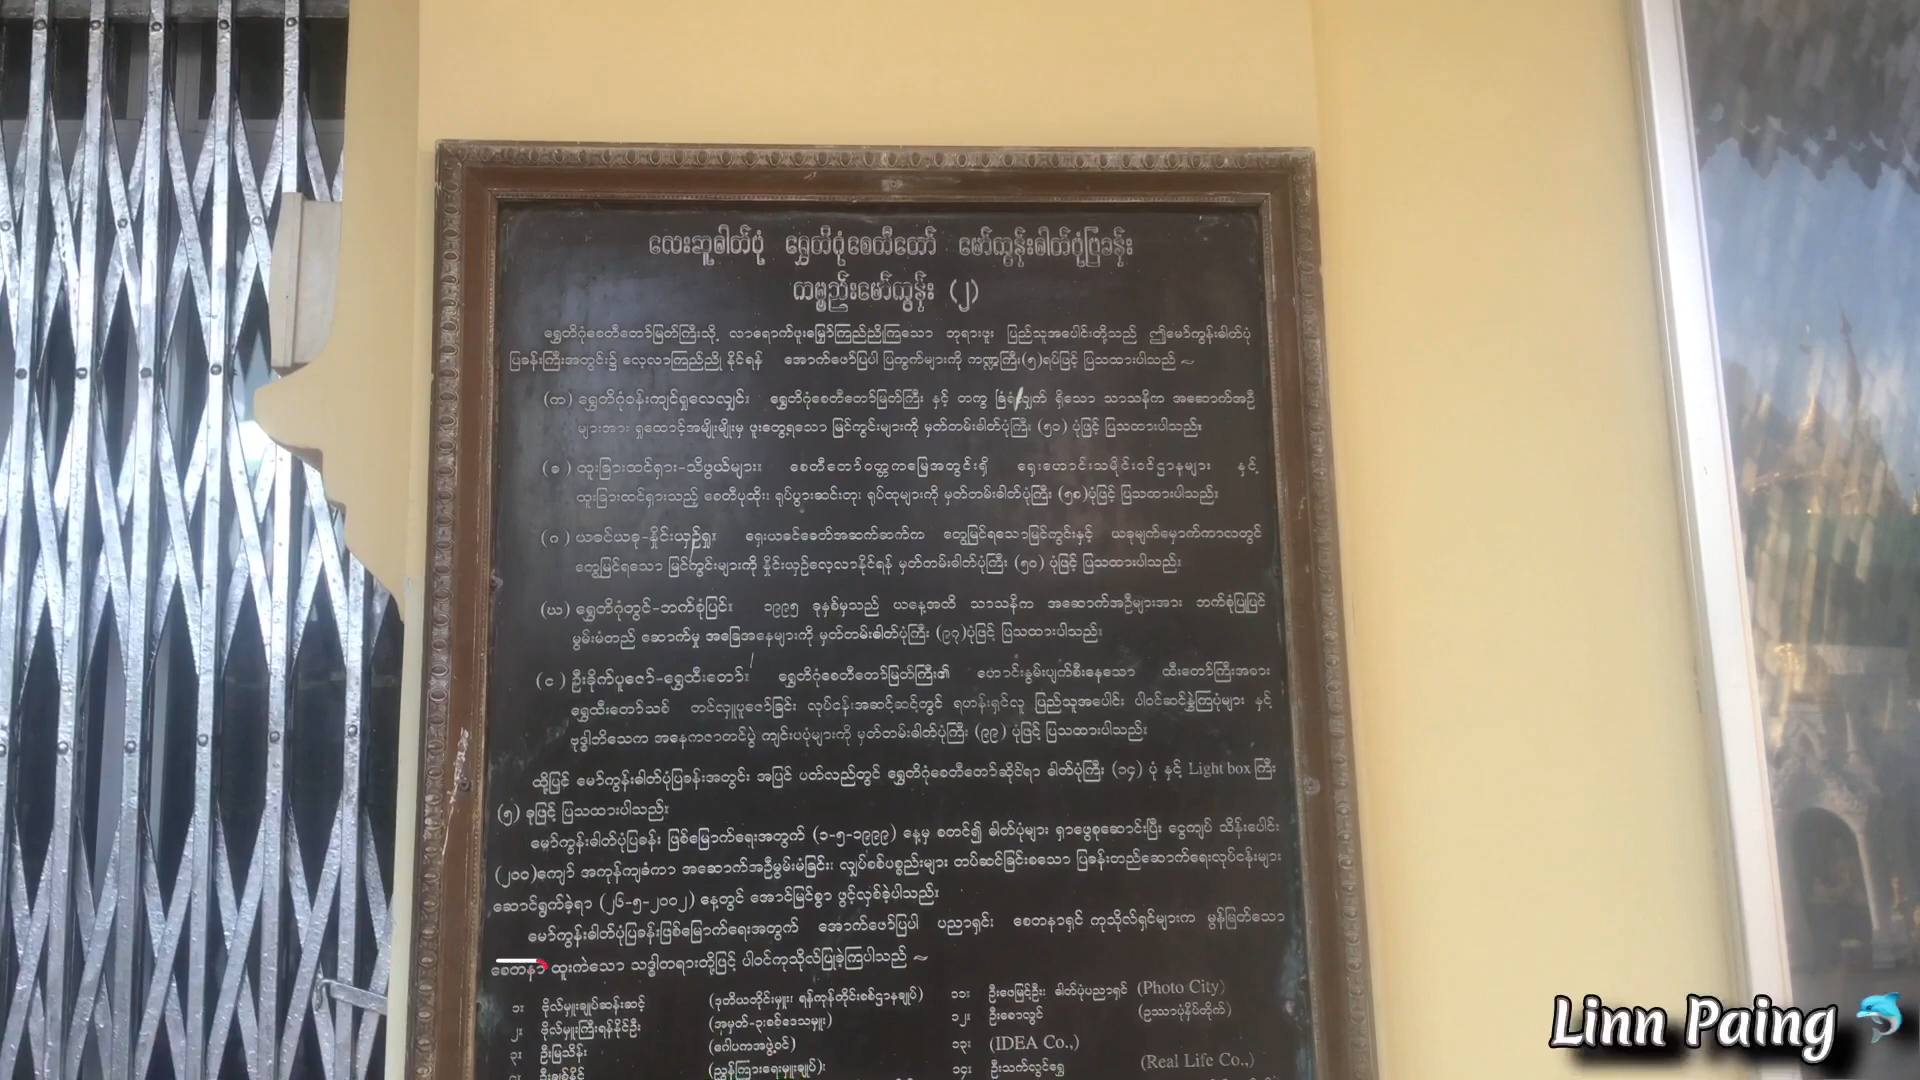 လေးဆူဓါတ်ပုံ ရွှေတိဂုံစေတီတော် မော်ကွန်းဓါတ်ပုံပြခန်း
ကမ္ဗည်းမော်ကွန်း (၂)
ရွှေတိဂုံစေတီတော်မြတ်ကြီးသို့ လာရောက်ဖူးမြှော်ကြည်ညိုကြသော ဘုရားဖူး ပြည်သူအပေါင်းတို့သည် ဤမော်ကွန်းဓါတ်ပုံ
ပြခန်းကြီးအတွင်း၌ လေ့လာကြည်ညို နိုင်ရန် အောက်ဖော်ပြပါ ပြကွက်များကို ကဏ္ဍကြီး(၅)ရပ်ဖြင့် ပြသထားပါသည် ~
(က) ရွှေတိဂုံဝန်းကျင်ရှုလေလျှင်။ ရွှေတိဂုံစေတီတော်မြတ်ကြီး နှင့် တကွ ခြံရံလျှက် ရှိသော သာသနိက အဆောက်အဦ
များအား ရှုထောင့်အမျိုးမျိုးမှ ဖူးတွေ့ရသော မြင်ကွင်းများကို မှတ်တမ်းဓါတ်ပုံကြီး (၅၁) ပုံဖြင့် ပြသထားပါသည်။
(ခ) ထူးခြားထင်ရှား-သိဖွယ်များ။ စေတီတော်ဝတ္တကမြေအတွင်းရှိ ရှေးဟောင်းသမိုင်းဝင်ဌာနများ နှင့်
ထူးခြားထင်ရှားသည့် စေတီပုထိုး၊ ရုပ်ပွားဆင်းတု၊ ရုပ်ထုများကို မှတ်တမ်းဓါတ်ပုံကြီး (၅၈)ပုံဖြင့် ပြသထားပါသည်။
(ဂ) ယခင်ယခု-နှိုင်းယှဉ်ရှု။ ရှေးယခင်ခေတ်အဆက်ဆက်က တွေ့မြင်ရသောမြင်ကွင်းနှင့် ယခုမျက်မှောက်ကာလတွင်
တွေ့မြင်ရသော မြင်ကွင်းများကို နှိုင်းယှဉ်လေ့လာနိုင်ရန် မှတ်တမ်းဓါတ်ပုံကြီး (၅၀) ပုံဖြင့် ပြသထားပါသည်။
(ဃ) ရွှေတိဂုံတွင်-ဘက်စုံပြင်။ ၁၉၉၅ ခုနှစ်မှသည် ယနေ့အထိ သာသနိက အဆောက်အဦများအား ဘက်စုံပြုပြင်
မွမ်းမံတည် ဆောက်မှု အခြေအနေများကို မှတ်တမ်းဓါတ်ပုံကြီး (၉၇)ပုံဖြင့် ပြသထားပါသည်။
(င) ဦးခိုက်ပူဇော်-ရွှေထီးတော်။ ရွှေတိဂုံစေတီတော်မြတ်ကြီး၏ ဟောင်းနွမ်းပျက်စီးနေသော ထီးတော်ကြီးအစား
ရွှေထီးတော်သစ် တင်လှူပူဇော်ခြင်း လုပ်ငန်းအဆင့်ဆင့်တွင် ရဟန်းရှင်လူ ပြည်သူအပေါင်း ပါဝင်ဆင်နွှဲကြပုံများ နှင့်
ဗုဒ္ဓါဘိသေက အနေကဇာတင်ပွဲ ကျင်းပပုံများကို မှတ်တမ်းဓါတ်ပုံကြီး (၉၉) ပုံဖြင့် ပြသထားပါသည်။
ထို့ပြင် မော်ကွန်းဓါတ်ပုံပြခန်းအတွင်း အပြင် ပတ်လည်တွင် ရွှေတိဂုံစေတီတော်ဆိုင်ရာ ဓါတ်ပုံကြီး (၁၄) ပုံ နှင့် Light box ကြီး
(၅) ခုဖြင့် ပြသထားပါသည်။
မော်ကွန်းဓါတ်ပုံပြခန်း ဖြစ်မြောက်ရေးအတွက် (၁-၅-၁၉၉၉) နေ့မှ စတင်၍ ဓါတ်ပုံများ ရှာဖွေစုဆောင်းပြီး ငွေကျပ် သိန်းပေါင်း
(၂၀၀)ကျော် အကုန်ကျခံကာ အဆောက်အဦမွမ်းမံခြင်း၊ လျှပ်စစ်ပစ္စည်းများ တပ်ဆင်ခြင်းစသော ပြခန်းတည်ဆောက်ရေးလုပ်ငန်းများ
ဆောင်ရွက်ခဲ့ရာ (၂၆-၅-၂၀၀၂) နေ့တွင် အောင်မြင်စွာ ဖွင့်လှစ်ခဲ့ပါသည်။
မော်ကွန်းဓါတ်ပုံပြခန်းဖြစ်မြောက်ရေးအတွက် အောက်ဖော်ပြပါ ပညာရှင်၊ စေတနာရှင် ကုသိုလ်ရှင်များက မွန်မြတ်သော
စေတနာ ထူးကဲသော သဒ္ဓါတရားတို့ဖြင့် ပါဝင်ကုသိုလ်ပြုခဲ့ကြပါသည် ~
၁။ ဗိုလ်မှူးချုပ်ဆန်းဆင့် (ဒုတိယတိုင်းမှူး၊ ရန်ကုန်တိုင်းစစ်ဌာနချုပ်) ၁၁။ ဦးဖေမြင့်ဦး၊ ဓါတ်ပုံပညာရှင် (Photo City)
၂။ ဗိုလ်မှူးကြီးရန်နိုင်ဦး (အမှတ်-၃၊စစ်ဒေသမှူး) ၁၂။ ဦးစောလွင် (ဥဿာပုံနှိပ်တိုက်)
၃။ ဦးမြသိန်း (ဂေါပကအဖွဲ့ဝင်) ၁၃။ (IDEA Co.,)
ဦးချစ်ခိုင် (ညွှန်ကြားရေးမှူးချုပ်)၊ ၁၄။ ဦးသက်လွင်ရွှေ (Real Life Co.,)
Linn Paing